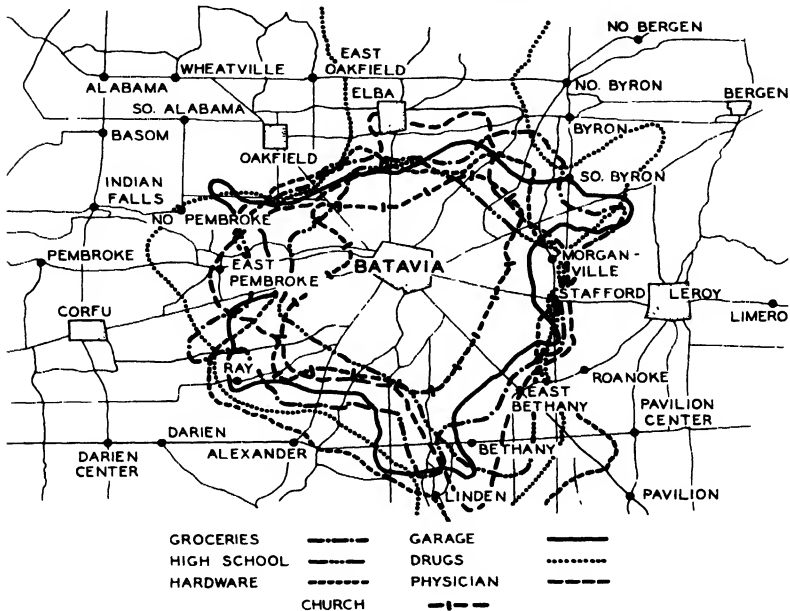 NO BERGEN
EAST
OAKFIELD
WHEATVILLE
ALABAMA
NO. BYRON
BERGEN
ELBA
SO. ALABAMA
BYRON
BASOM
OAKFIELD
SO. BYRON
INDIAN
FALLS
NO PEMBROKE
PEMBROKE
EAST
PEMBROKE
BATAVIA
MORGAN-
VILLE
STAFFORD
LEROY
CORFU
LIMERO
RAY
ROANOKE
EAST
BETHANY
PAVILION
CENTER
DARIEN
DARIEN
CENTER
ALEXANDER
BETHANY
LINDEN
PAVILION
GROCERIES
GARAGE
HIGH SCHOOL
DRUGS
HARDWARE
PHYSICIAN
CHURCH